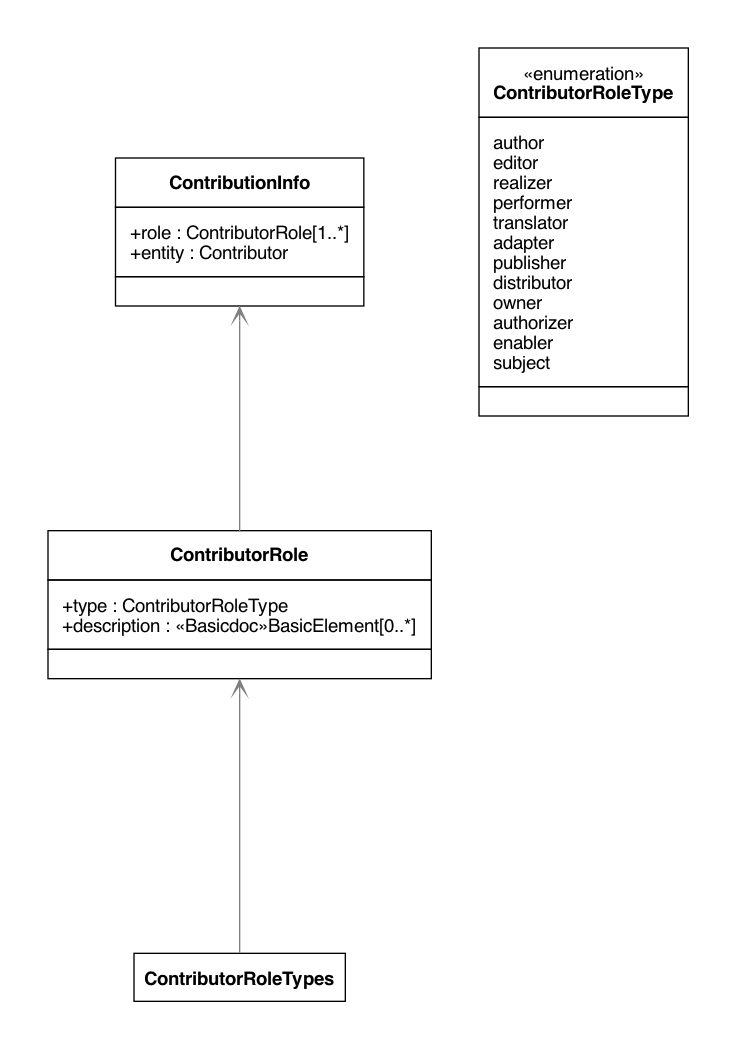 «enumeration»
ContributorRoleType
author
editor
realizer
performer
translator
adapter
publisher
distributor
owner
authorizer
enabler
subject
ContributionInfo
+role : ContributorRole[1..*]
+entity : Contributor
ContributorRole
+type : ContributorRoleType
+description : «Basicdoc»BasicElement[0..*]
ContributorRoleTypes